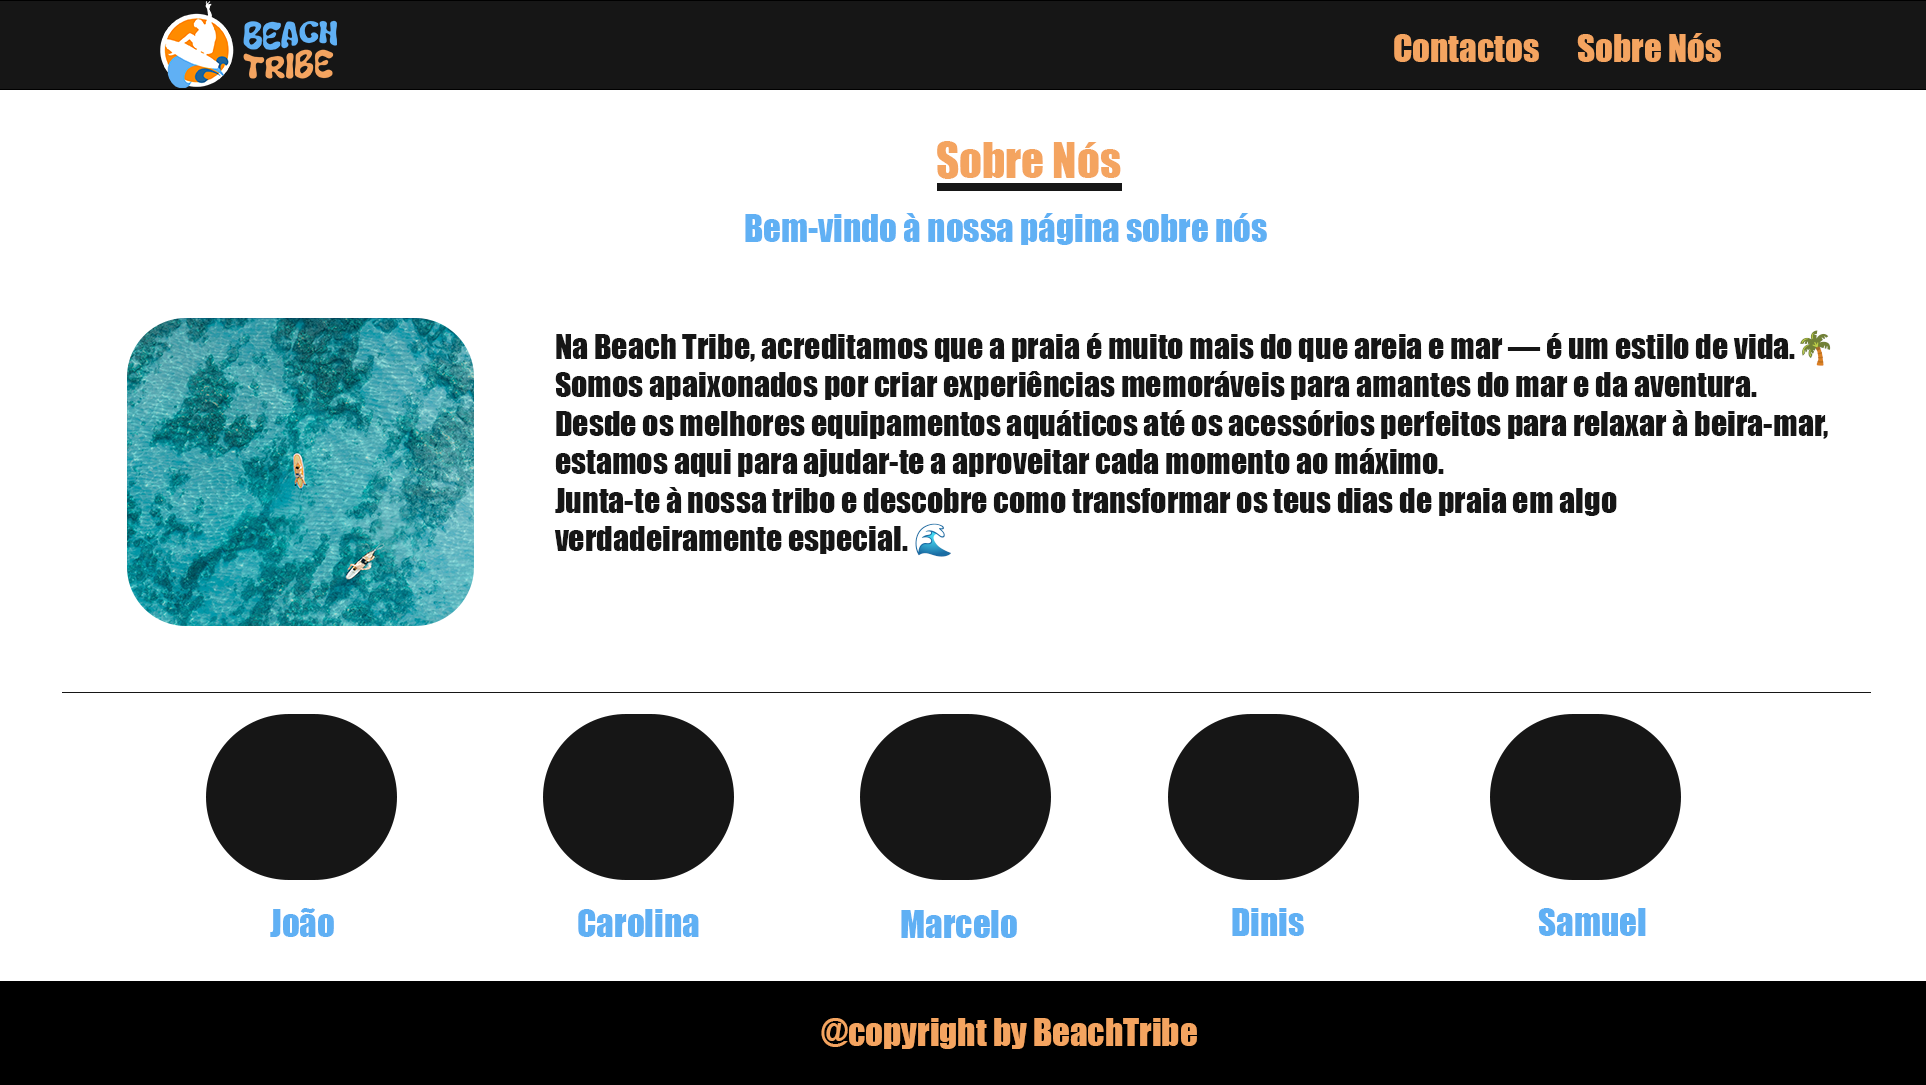 BEACH
TRIBE
Contactos Sobre Nós
Sobre Nós
Bem-vindo à nossa página sobre nós
Na Beach Tribe, acreditamos que a praia é muito mais do que areia e mar — é um estilo de vida.🌴
Somos apaixonados por criar experiências memoráveis para amantes do mar e da aventura.
Desde os melhores equipamentos aquáticos até os acessórios perfeitos para relaxar à beira-mar,
estamos aqui para ajudar-te a aproveitar cada momento ao máximo.
Junta-te à nossa tribo e descobre como transformar os teus dias de praia em algo
verdadeiramente especial. 🌊
João
Carolina
Marcelo
Dinis
Samuel
@copyright by BeachTribe